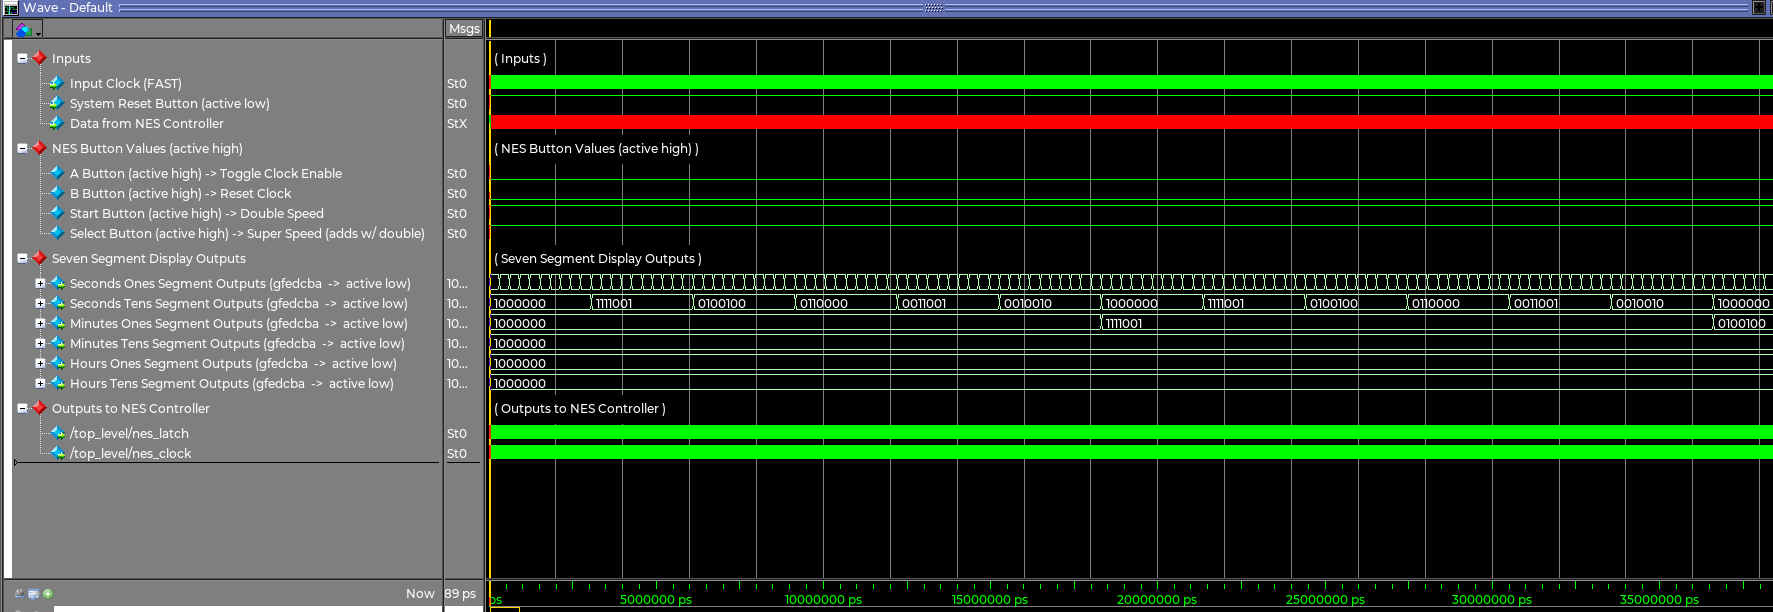 Wave - Default
Msgs
Inputs ( Inputs )
Input Clock (FAST) St0
System Reset Button (active low) St0
Data from NES Controller StX
NES Button Values (active high) ( NES Button Values (active high) )
A Button (active high) -> Toggle Clock Enable St0
B Button (active high) -> Reset Clock St0
Start Button (active high) -> Double Speed St0
Select Button (active high) -> Super Speed (adds w/ double) St0
Seven Segment Display Outputs ( Seven Segment Display Outputs )
Seconds Ones Segment Outputs (gfedcba -> active low) 10...
Seconds Tens Segment Outputs (gfedcba -> active low) 10... 1000000 1111001 0100100 0110000 0011001 0010010 1000000 1111001 0100100 0110000 0011001 0010010 1000000
Minutes Ones Segment Outputs (gfedcba -> active low) 10... 1000000 1111001 0100100
Minutes Tens Segment Outputs (gfedcba -> active low) 10... 1000000
Hours Ones Segment Outputs (gfedcba -> active low) 10... 1000000
Hours Tens Segment Outputs (gfedcba -> active low) 10... 1000000
Outputs to NES Controller ( Outputs to NES Controller )
/top_level/nes_latch St0
/top_level/nes_clock St0
Now 89 ps ps 5000000 ps 10000000 ps 15000000 ps 20000000 ps 25000000 ps 30000000 ps 35000000 ps